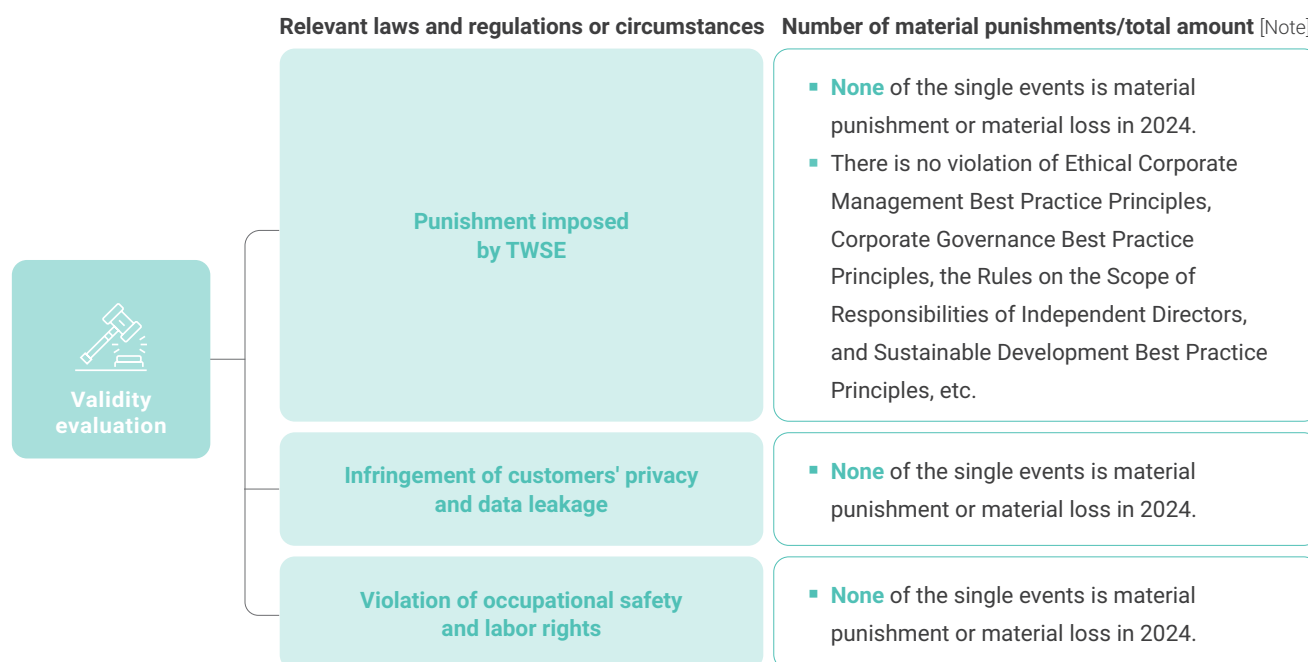 Relevant laws and regulations or circumstances
Number of material punishments/total amount [Note]
Validity
evaluation
Punishment imposed
by TWSE
▪ None of the single events is material
punishment or material loss in 2024.
▪ There is no violation of Ethical Corporate
Management Best Practice Principles,
Corporate Governance Best Practice
Principles, the Rules on the Scope of
Responsibilities of Independent Directors,
and Sustainable Development Best Practice
Principles, etc.
Infringement of customers' privacy
and data leakage
▪ None of the single events is material
punishment or material loss in 2024.
Violation of occupational safety
and labor rights
▪ None of the single events is material
punishment or material loss in 2024.